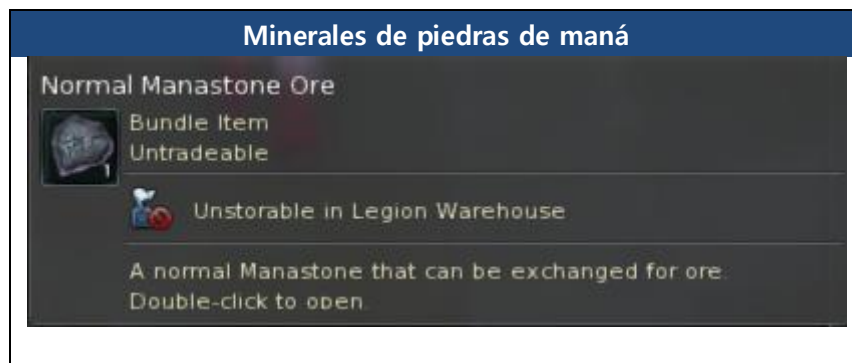 Minerales de piedras de maná
Normal Manastone Ore
Bundle Item
Untradeable
1
Unstorable in Legion Warehouse
A normal Manastone that can be exchanged for ore.
Double-click to open.